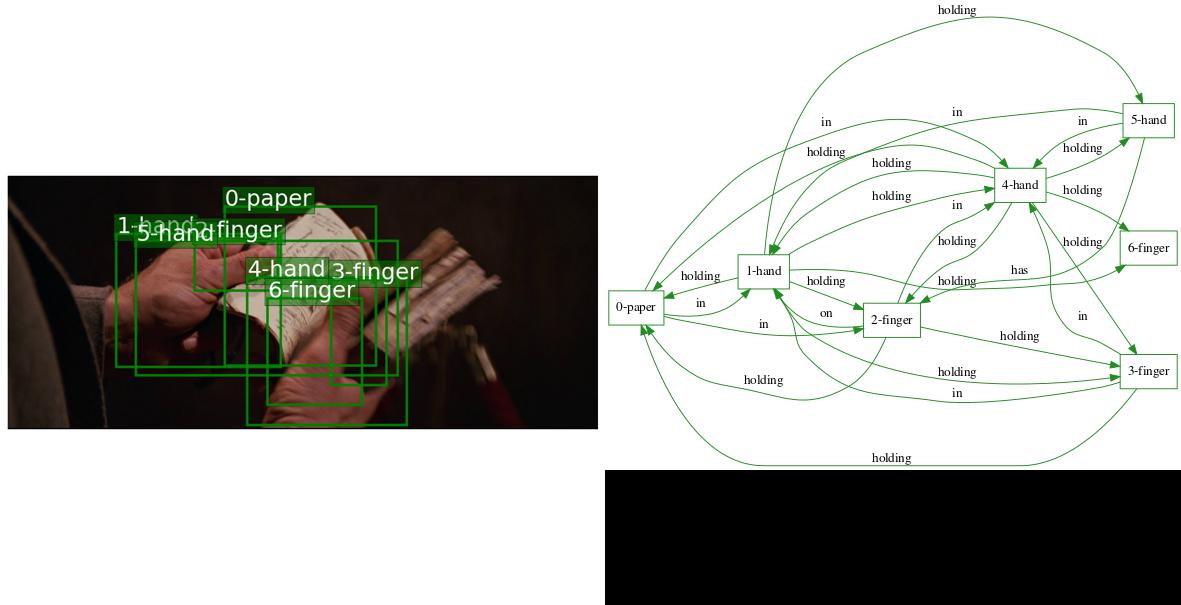 0-paper
1-hand
5-hand finger
4-hand 3-finger
6-finger
holding
in
5-hand
in
in
holding
holding
holding
4-hand
holding
holding
in
holding
holding
6-finger
has
1-hand
holding
holding
holding
in
0-paper
on
in
2-finger
in
holding
3-finger
holding
holding
in
holding